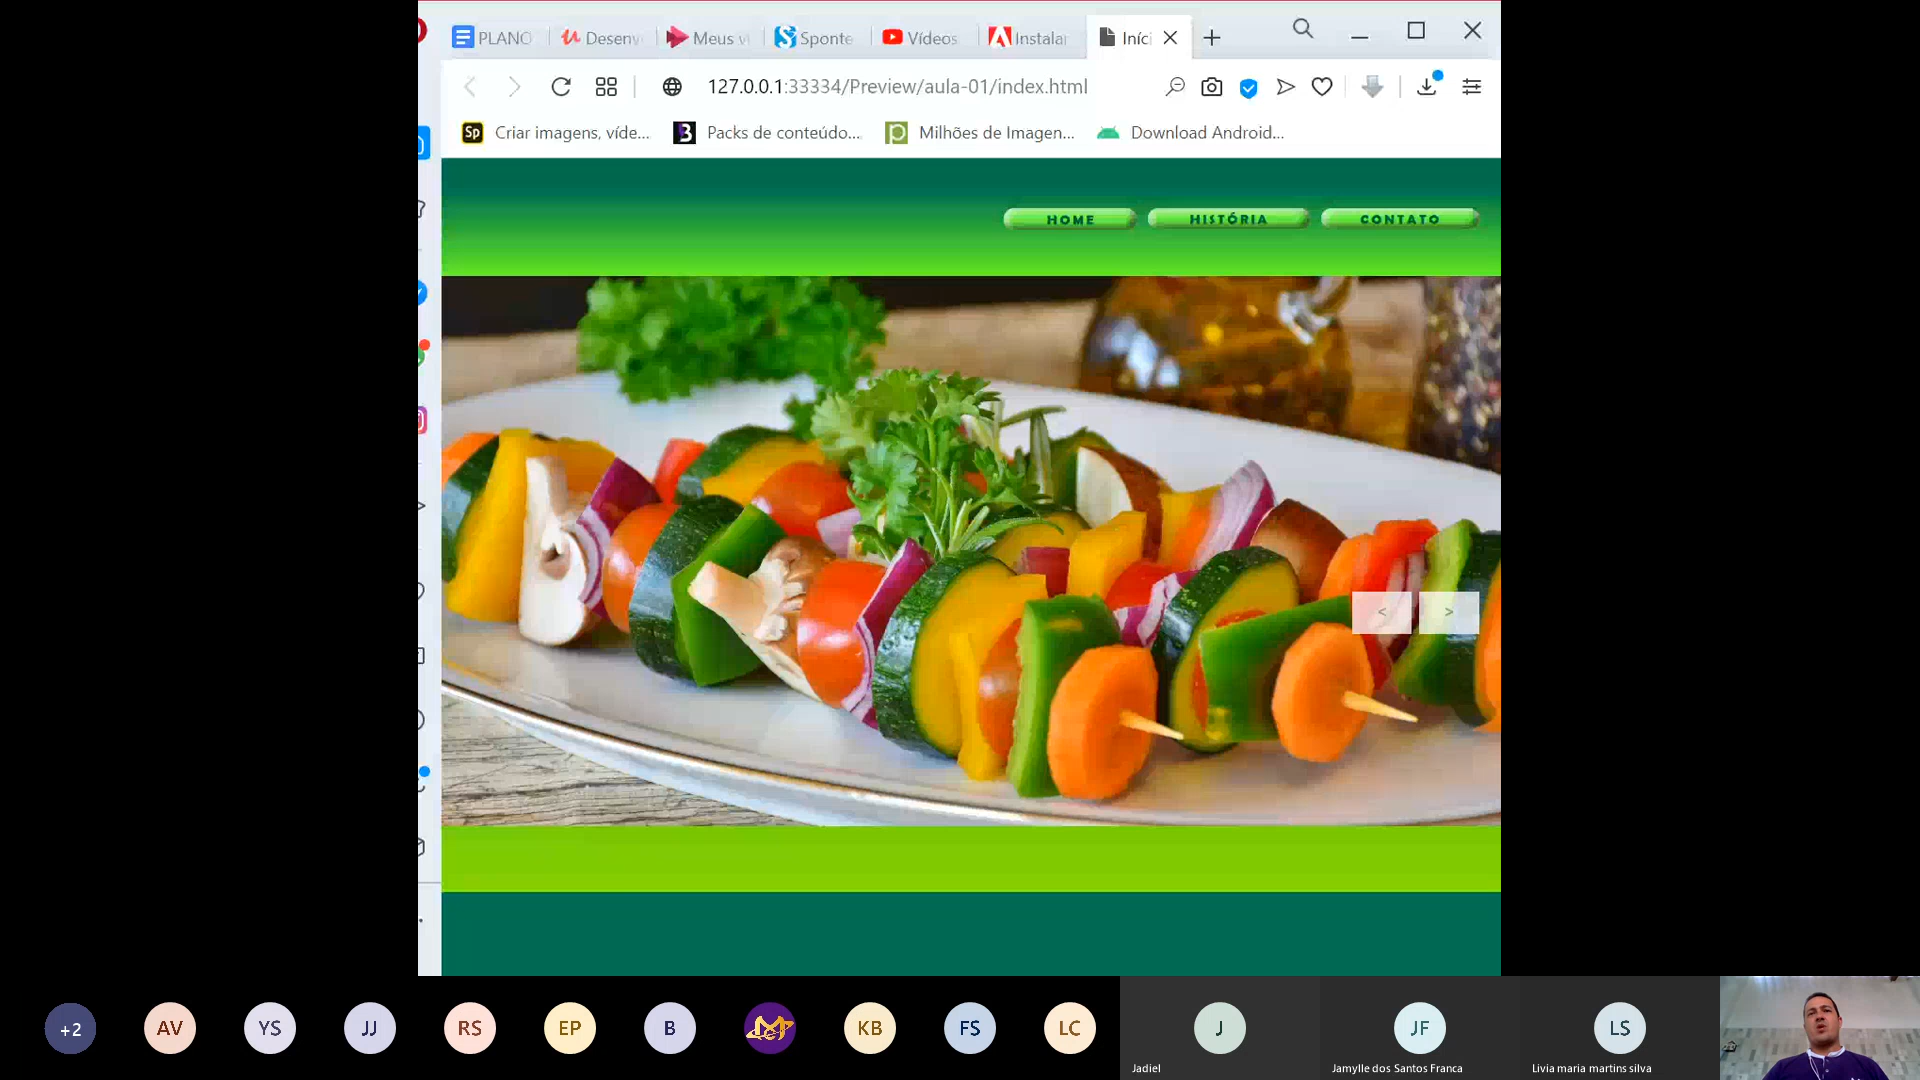 PLANO
Desenv
Meus ví
Sponte
Vídeos
Instalar
Iníci
127.0.0.1:33334/Preview/aula-01/index.html
Sp
Criar imagens, víde...
Packs de conteúdo...
Milhões de Imagen...
Download Android...
HOME
HISTÓRIA
CONTATO
<
>
+2
AV
YS
JJ
RS
EP
B
KB
FS
LC
J
JF
LS
Jadiel
Jamylle dos Santos Franca
Livia maria martins silva